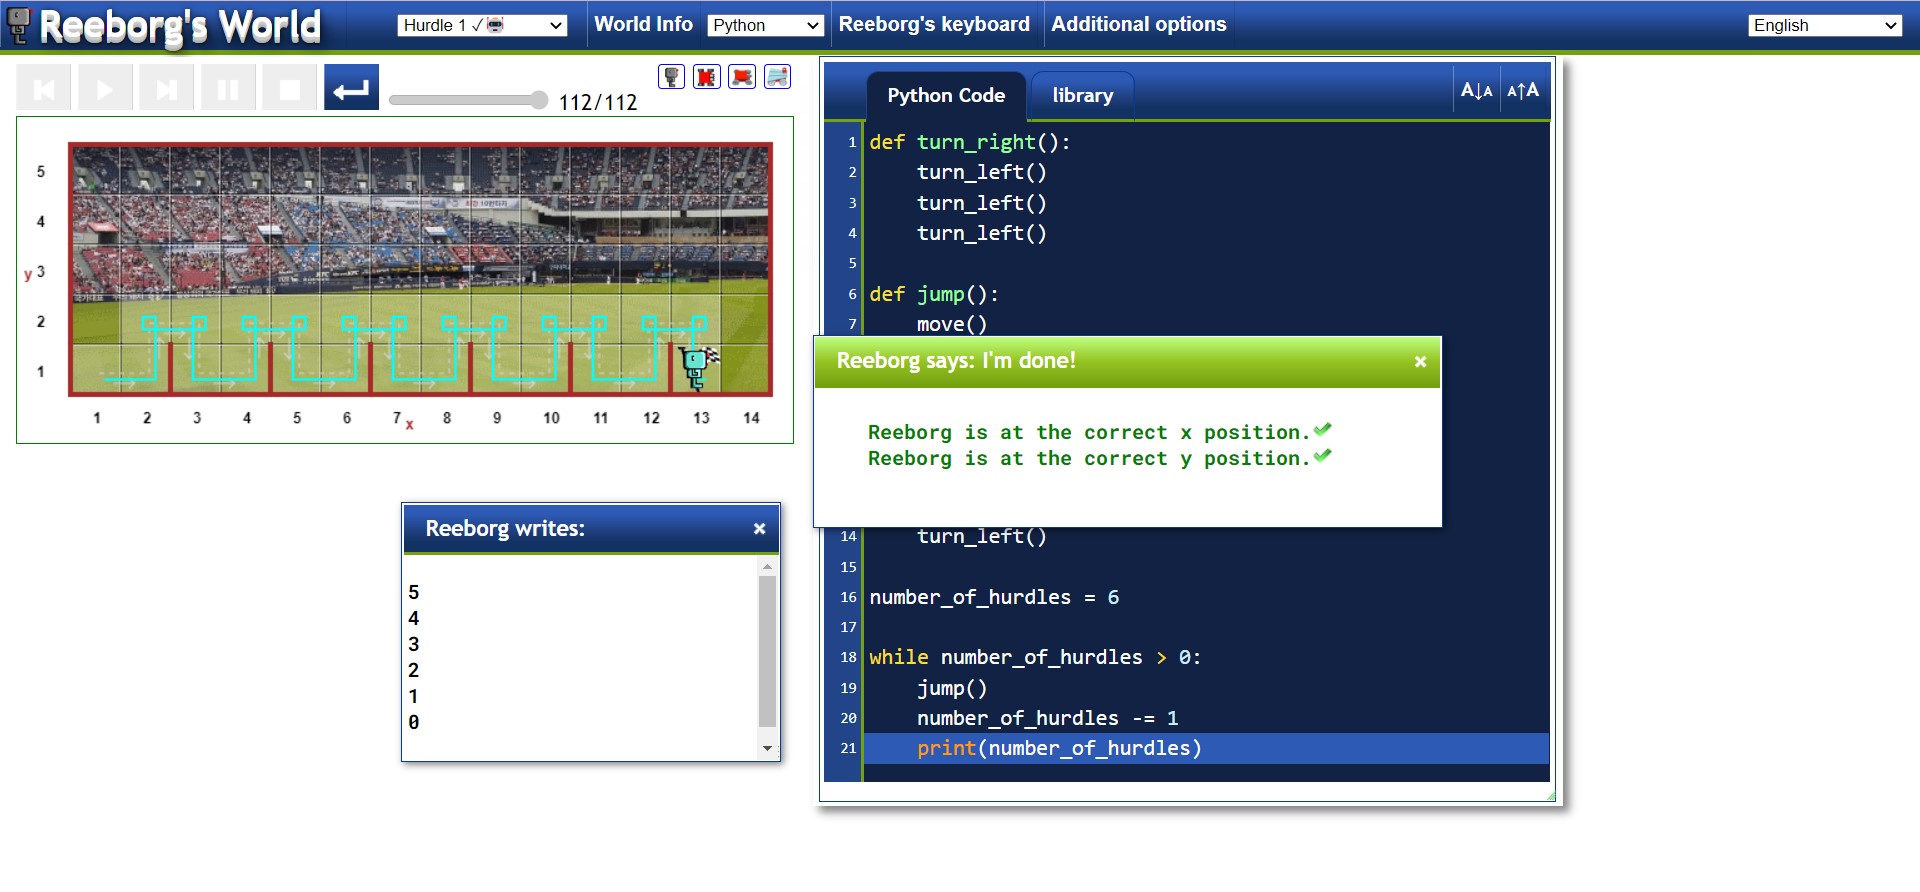 Reeborg's World
Hurdle 1 ✓
World Info
Python
Reeborg's keyboard
Additional options
English
112/112
5
4
y 3
2
1
1 2 3 4 5 6 7 x 8 9 10 11 12 13 14
Python Code
library
A↓A
A↑A
1 def turn_right():
2 turn_left()
3 turn_left()
4 turn_left()
5
6 def jump():
7 move()
Reeborg says: I'm done!
×
Reeborg is at the correct x position.
Reeborg is at the correct y position.
14 turn_left()
15
16 number_of_hurdles = 6
17
18 while number_of_hurdles > 0:
19 jump()
20 number_of_hurdles -= 1
21 print(number_of_hurdles)
Reeborg writes:
×
5
4
3
2
1
0